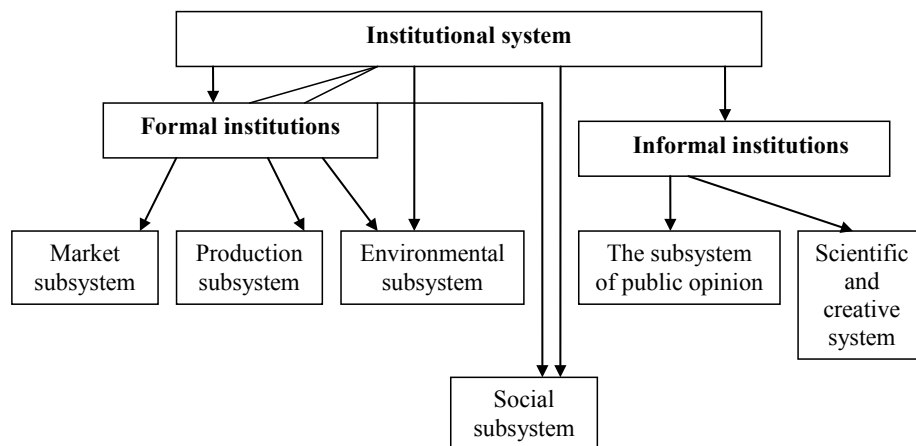 Institutional system
Formal institutions
Informal institutions
Market
subsystem
Production
subsystem
Environmental
subsystem
The subsystem
of public opinion
Scientific
and
creative
system
Social
subsystem